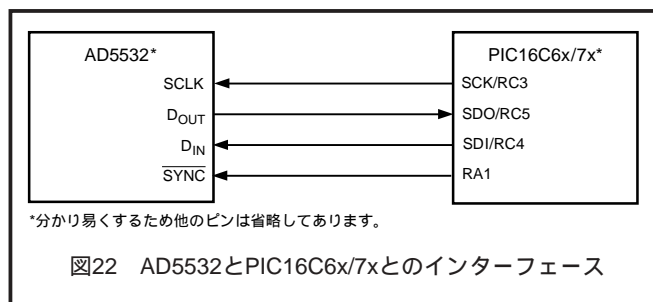 AD5532*
PIC16C6x/7x*
SCLK
SCK/RC3
DOUT
SDO/RC5
DIN
SDI/RC4
SYNC
RA1
*分かり易くするため他のピンは省略してあります。
図22 AD5532とPIC16C6x/7xとのインターフェース